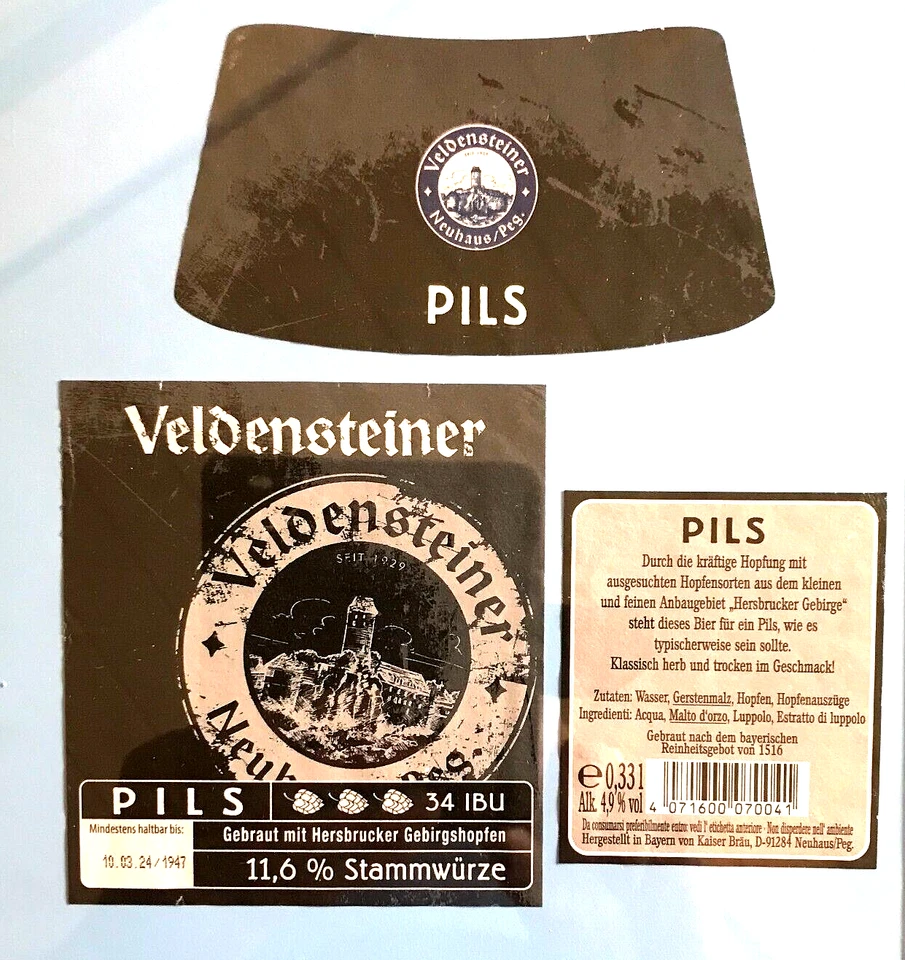 Veldensteiner
SEIT 1929
Neuhaus/Peg.
PILS
Veldensteiner
Veldensteiner
SEIT 1929
Neuh eg.
PILS
34 IBU
Mindestens haltbar bis:
10.03.24/1947
Gebraut mit Hersbrucker Gebirgshopfen
11,6 % Stammwürze
PILS
Durch die kräftige Hopfung mit
ausgesuchten Hopfensorten aus dem kleinen
und feinen Anbaugebiet „Hersbrucker Gebirge“
steht dieses Bier für ein Pils, wie es
typischerweise sein sollte.
Klassisch herb und trocken im Geschmack!
Zutaten: Wasser, Gerstenmalz, Hopfen, Hopfenauszüge
Ingredienti: Acqua, Malto d'orzo, Luppolo, Estratto di luppolo
Gebraut nach dem bayerischen
Reinheitsgebot von 1516
℮ 0,33 l
Alk. 4,9 % vol
4 071600 070041
Da consumarsi preferibilmente entro: vedi l' etichetta anteriore · Non disperdere nell' ambiente
Hergestellt in Bayern von Kaiser Bräu, D-91284 Neuhaus/Peg.